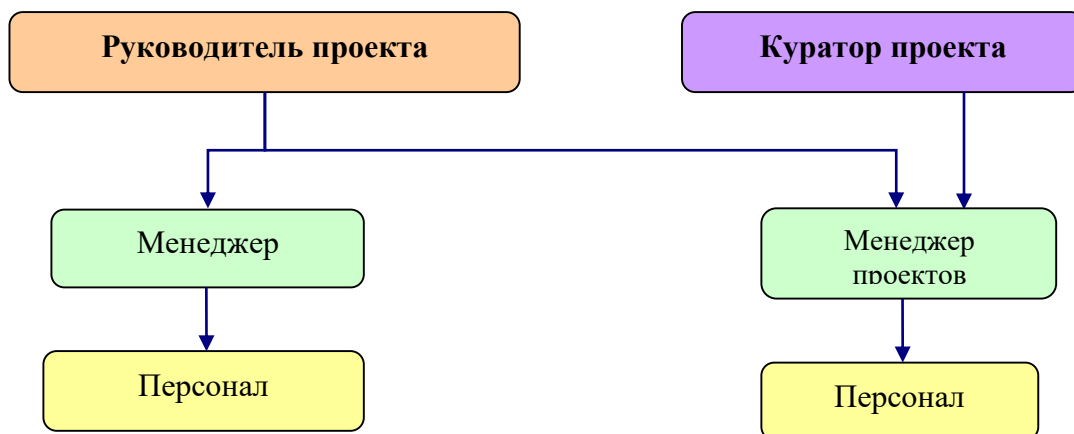 Руководитель проекта
Куратор проекта
Менеджер
Менеджер
проектов
Персонал
Персонал